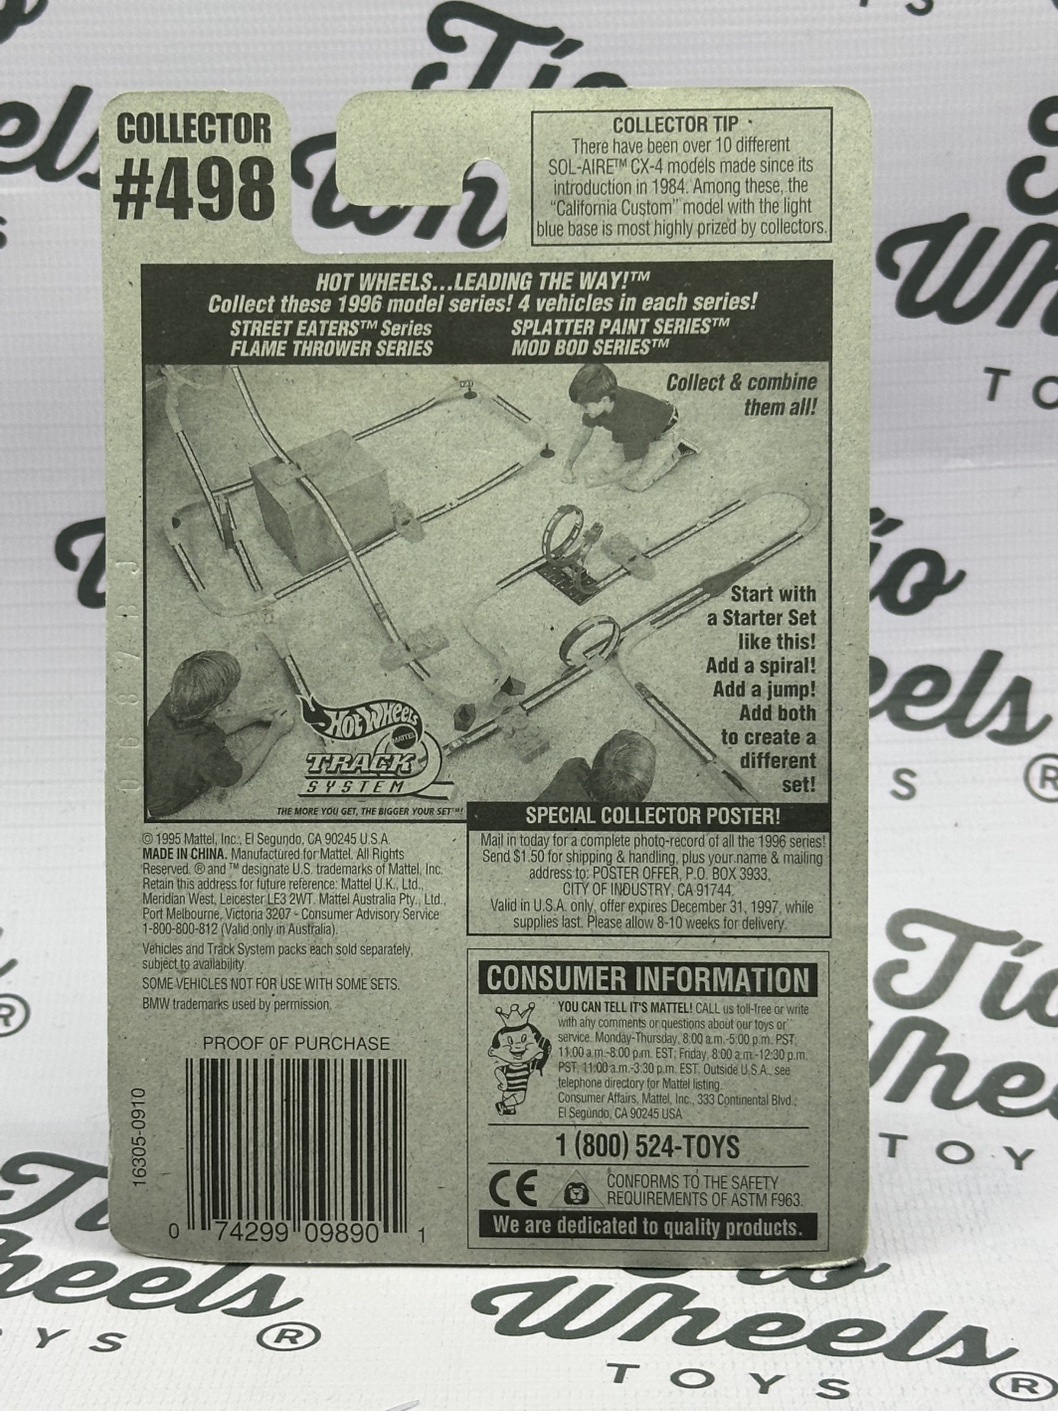 COLLECTOR
#498
COLLECTOR TIP
There have been over 10 different
SOL-AIRE™ CX-4 models made since its
introduction in 1984. Among these, the
"California Custom" model with the light
blue base is most highly prized by collectors.
HOT WHEELS...LEADING THE WAY!™
Collect these 1996 model series! 4 vehicles in each series!
STREET EATERS™ Series
FLAME THROWER SERIES
SPLATTER PAINT SERIES™
MOD BOD SERIES™
Collect & combine
them all!
Start with
a Starter Set
like this!
Add a spiral!
Add a jump!
Add both
to create a
different
set!
HOT WHEELS
MATTEL
TRACK
SYSTEM
THE MORE YOU GET, THE BIGGER YOUR SET™!
SPECIAL COLLECTOR POSTER!
Mail in today for a complete photo-record of all the 1996 series!
Send $1.50 for shipping & handling, plus your name & mailing
address to: POSTER OFFER, P.O. BOX 3933,
CITY OF INDUSTRY, CA 91744.
Valid in U.S.A. only, offer expires December 31, 1997, while
supplies last. Please allow 8-10 weeks for delivery.
© 1995 Mattel, Inc., El Segundo, CA 90245 U.S.A.
MADE IN CHINA. Manufactured for Mattel. All Rights
Reserved. ® and ™ designate U.S. trademarks of Mattel, Inc.
Retain this address for future reference: Mattel U.K., Ltd.,
Meridian West, Leicester LE3 2WT. Mattel Australia Pty., Ltd.,
Port Melbourne, Victoria 3207 - Consumer Advisory Service
1-800-800-812 (Valid only in Australia).
Vehicles and Track System packs each sold separately,
subject to availability.
SOME VEHICLES NOT FOR USE WITH SOME SETS.
BMW trademarks used by permission.
PROOF OF PURCHASE
16305-0910
0 74299 09890 1
CONSUMER INFORMATION
YOU CAN TELL IT'S MATTEL! CALL us toll-free or write
with any comments or questions about our toys or
service. Monday-Thursday, 8:00 a.m.-5:00 p.m. PST,
11:00 a.m.-8:00 p.m. EST; Friday, 8:00 a.m.-12:30 p.m.
PST, 11:00 a.m.-3:30 p.m. EST. Outside U.S.A., see
telephone directory for Mattel listing.
Consumer Affairs, Mattel, Inc., 333 Continental Blvd.,
El Segundo, CA 90245 USA
1 (800) 524-TOYS
CE
CONFORMS TO THE SAFETY
REQUIREMENTS OF ASTM F963.
We are dedicated to quality products.
Tío
Wheels
TOYS ®